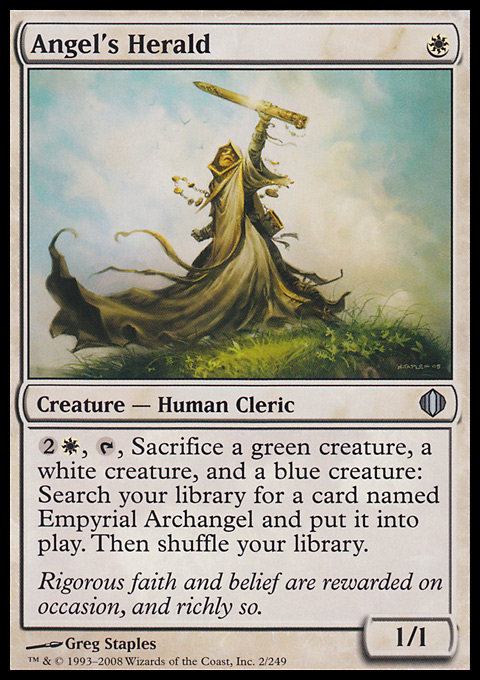 Angel's Herald
Creature — Human Cleric
2, , Sacrifice a green creature, a
white creature, and a blue creature:
Search your library for a card named
Empyrial Archangel and put it into
play. Then shuffle your library.
Rigorous faith and belief are rewarded on
occasion, and richly so.
Greg Staples
1/1
™ & © 1993–2008 Wizards of the Coast, Inc. 2/249